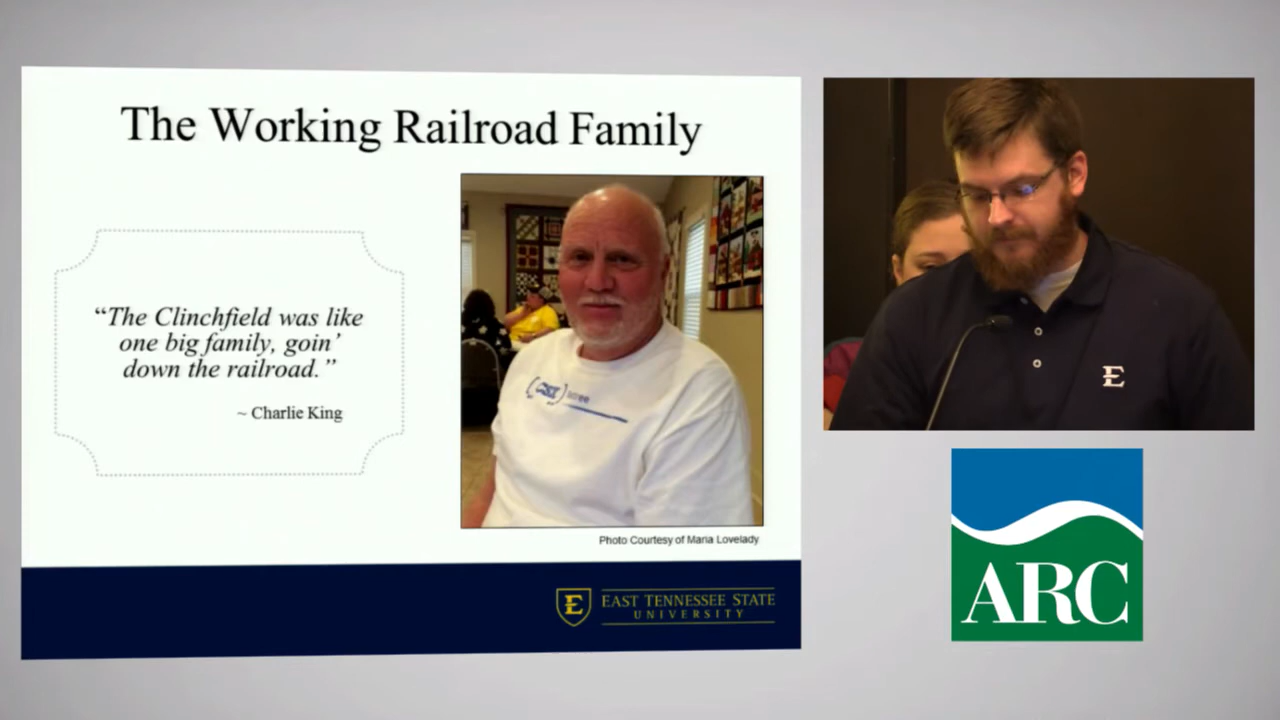 The Working Railroad Family
“The Clinchfield was like
one big family, goin’
down the railroad.”
~ Charlie King
CSX
Photo Courtesy of Maria Lovelady
E EAST TENNESSEE STATE
UNIVERSITY
E
ARC